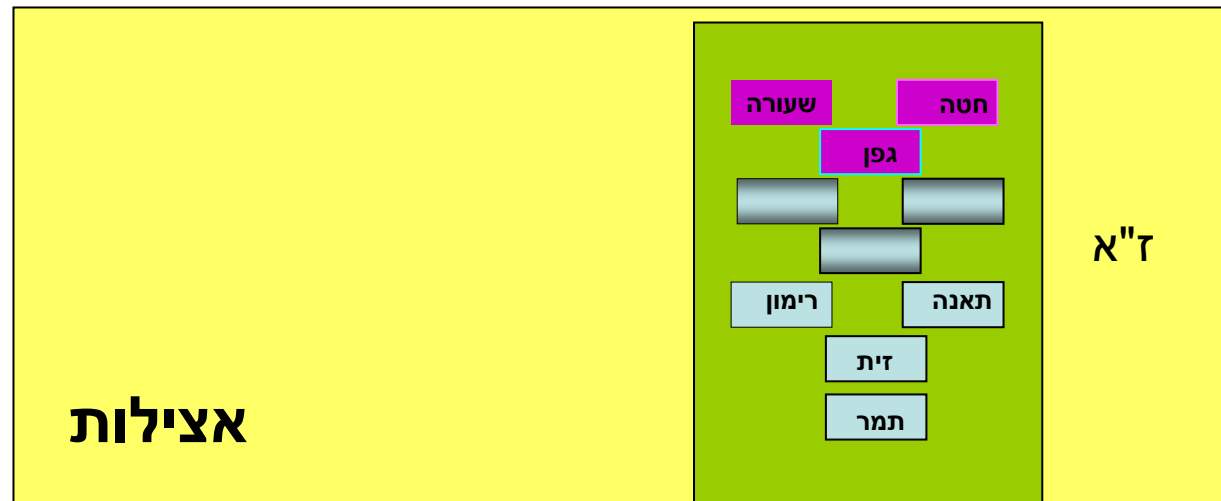 חטה שעורה
גפן
ז"א
תאנה רימון
זית
תמר
אצילות